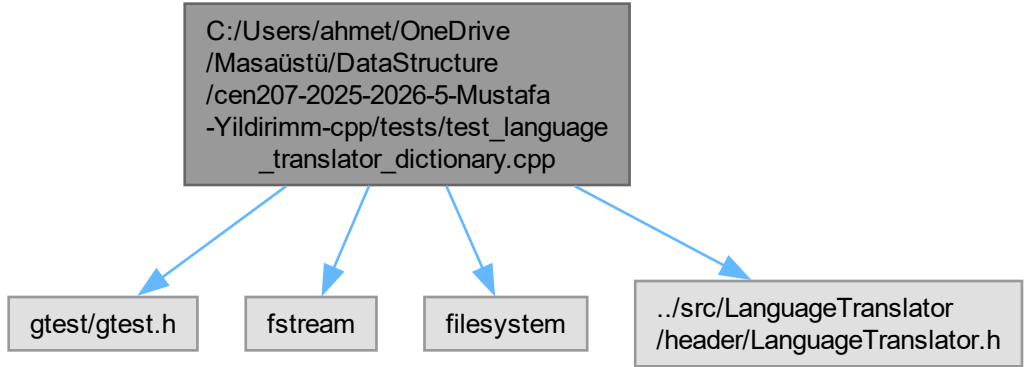 C:/Users/ahmet/OneDrive
/Masaüstü/DataStructure
/cen207-2025-2026-5-Mustafa
-Yildirimm-cpp/tests/test_language
_translator_dictionary.cpp
gtest/gtest.h
fstream
filesystem
../src/LanguageTranslator
/header/LanguageTranslator.h